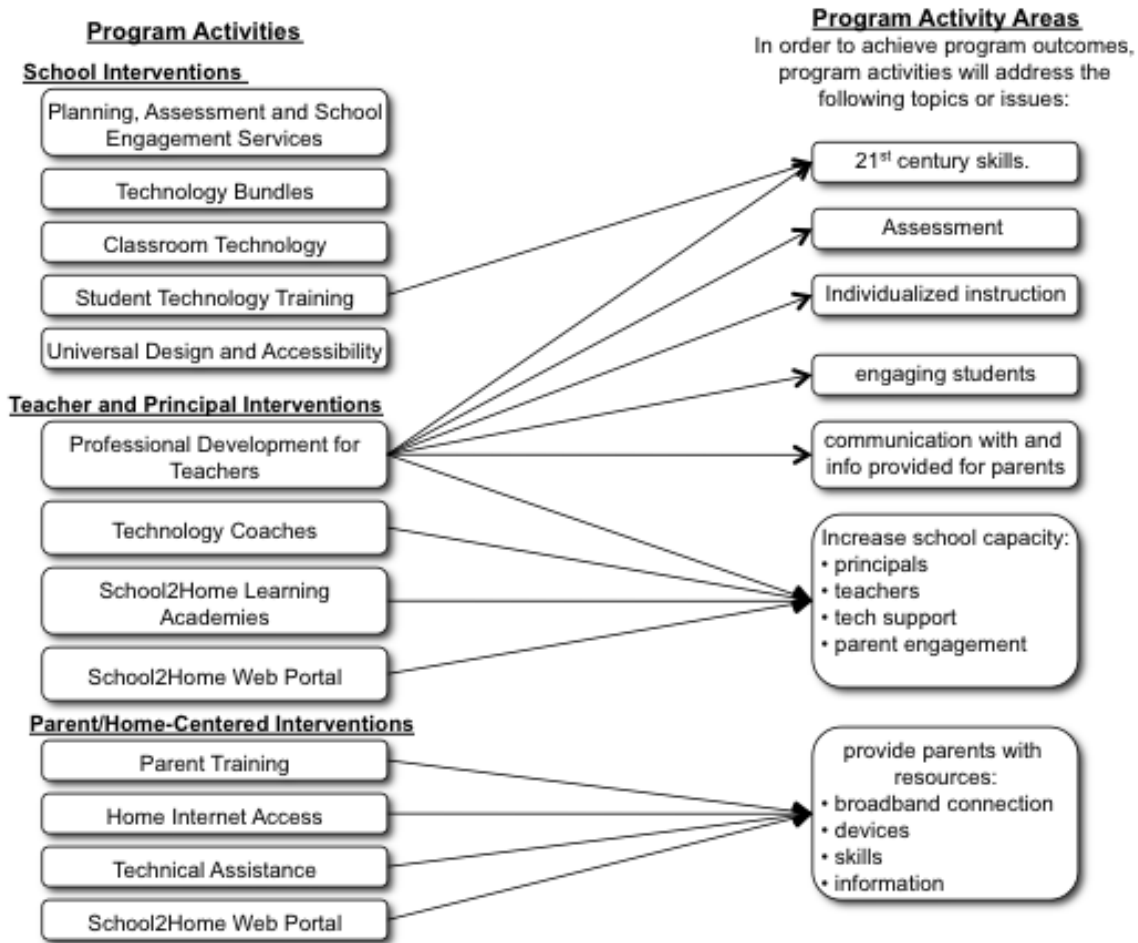 Program Activities
School Interventions
Planning, Assessment and School
Engagement Services
Technology Bundles
Classroom Technology
Student Technology Training
Universal Design and Accessibility
Teacher and Principal Interventions
Professional Development for
Teachers
Technology Coaches
School2Home Learning
Academies
School2Home Web Portal
Parent/Home-Centered Interventions
Parent Training
Home Internet Access
Technical Assistance
School2Home Web Portal
Program Activity Areas
In order to achieve program outcomes,
program activities will address the
following topics or issues:
21st century skills.
Assessment
Individualized instruction
engaging students
communication with and
info provided for parents
Increase school capacity:
• principals
• teachers
• tech support
• parent engagement
provide parents with
resources:
• broadband connection
• devices
• skills
• information